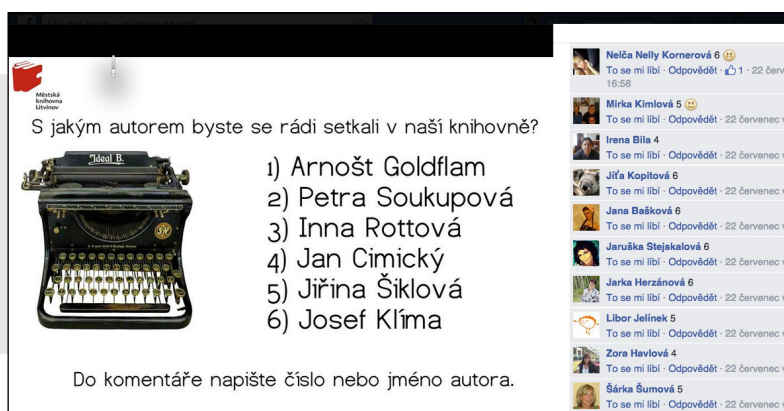 Městská
knihovna
Litvínov
S jakým autorem byste se rádi setkali v naší knihovně?
Ideal B.
S&N
1) Arnošt Goldflam
2) Petra Soukupová
3) Inna Rottová
4) Jan Cimický
5) Jiřina Šiklová
6) Josef Klíma
Do komentáře napište číslo nebo jméno autora.
Nelča Nelly Kornerová 6
To se mi líbí · Odpovědět · 1 · 22 červ
16:58
Mirka Kimlová 5
To se mi líbí · Odpovědět · 22 červenec v
Irena Bila 4
To se mi líbí · Odpovědět · 22 červenec v
Jiťa Kopitová 6
To se mi líbí · Odpovědět · 22 červenec v
Jana Bašková 6
To se mi líbí · Odpovědět · 22 červenec v
Jaruška Stejskalová 6
To se mi líbí · Odpovědět · 22 červenec v
Jarka Herzánová 6
To se mi líbí · Odpovědět · 22 červenec v
Libor Jelínek 5
To se mi líbí · Odpovědět · 22 červenec v
Zora Havlová 4
To se mi líbí · Odpovědět · 22 červenec v
Šárka Šumová 5
To se mi líbí · Odpovědět · 22 červenec v